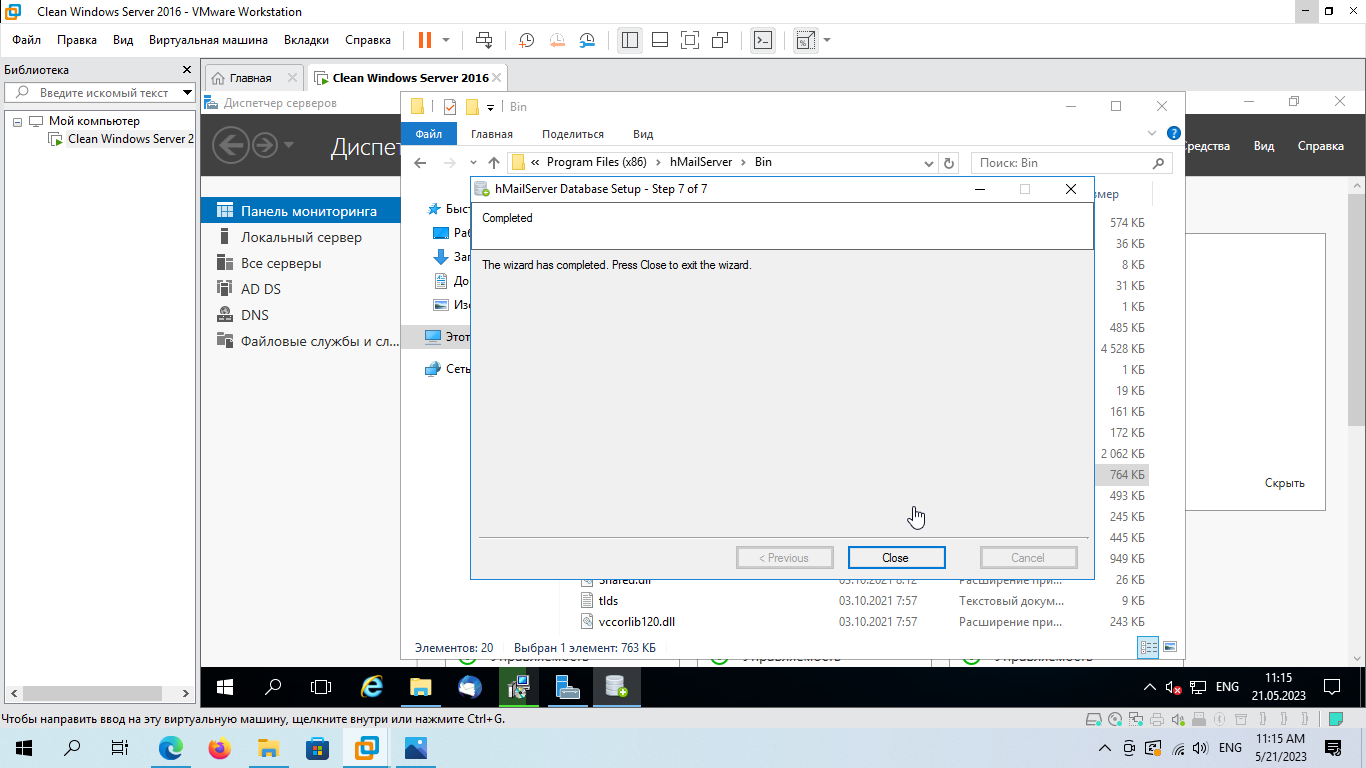 Clean Windows Server 2016 - VMware Workstation
Файл Правка Вид Виртуальная машина Вкладки Справка
Библиотека
Введите искомый текст
Мой компьютер
Clean Windows Server 2
Главная
Clean Windows Server 2016
Диспетчер серверов
Диспет
редства Вид Справка
Панель мониторинга
Локальный сервер
Все серверы
AD DS
DNS
Файловые службы и сл...
Скрыть
Bin
Файл Главная Поделиться Вид
« Program Files (x86) > hMailServer > Bin
Поиск: Bin
Быст
Раб
Заг
До
Изо
Этот
Сеть
змер
574 КБ
36 КБ
8 КБ
31 КБ
1 КБ
485 КБ
4 528 КБ
1 КБ
19 КБ
161 КБ
172 КБ
2 062 КБ
764 КБ
493 КБ
245 КБ
445 КБ
949 КБ
hMailServer Database Setup - Step 7 of 7
Completed
The wizard has completed. Press Close to exit the wizard.
< Previous Close Cancel
Shared.dll 03.10.2021 8:12 Расширение при... 26 КБ
tlds 03.10.2021 7:57 Текстовый докум... 9 КБ
vccorlib120.dll 03.10.2021 7:57 Расширение при... 243 КБ
Элементов: 20 Выбран 1 элемент: 763 КБ
Управляемость Управляемость Управляемость
ENG
11:15
21.05.2023
Чтобы направить ввод на эту виртуальную машину, щелкните внутри или нажмите Ctrl+G.
ENG
11:15 AM
5/21/2023